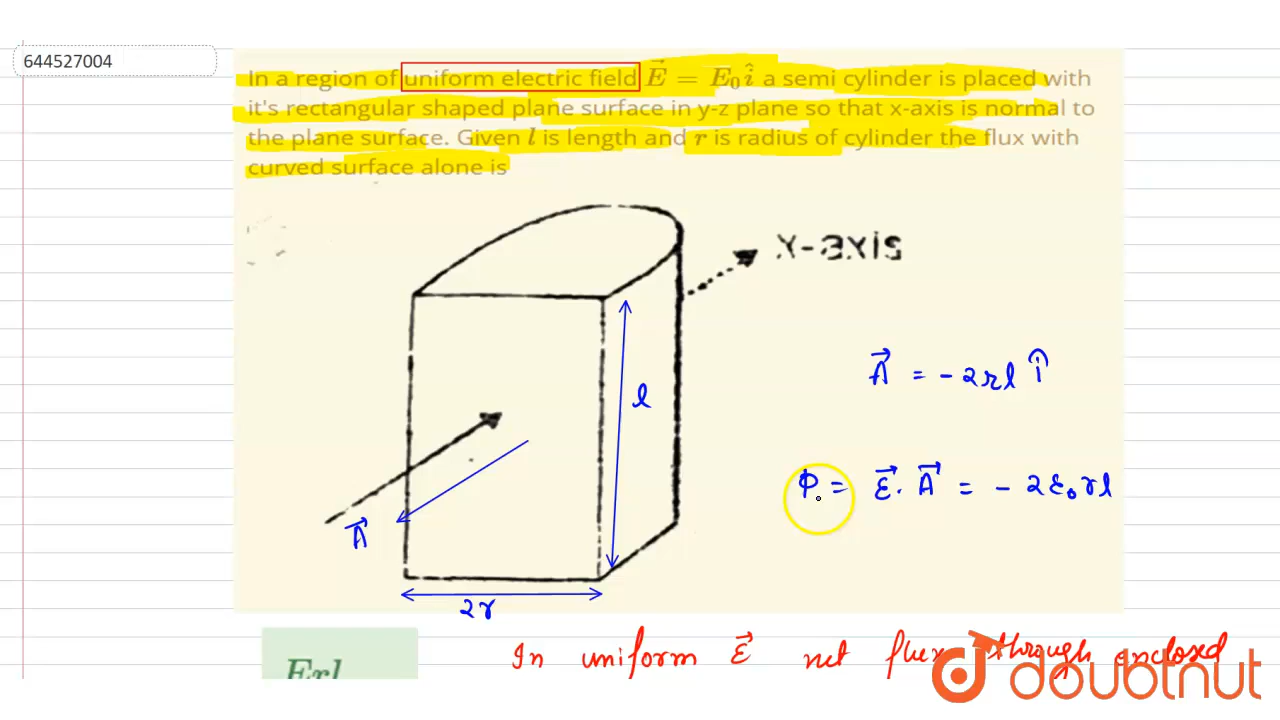 644527004
In a region of uniform electric field E⃗ = E₀î a semi cylinder is placed with
it's rectangular shaped plane surface in y-z plane so that x-axis is normal to
the plane surface. Given l is length and r is radius of cylinder the flux with
curved surface alone is
x-axis
A⃗ = - 2rl î
l
Φ = E⃗. A⃗ = - 2E₀rl
A⃗
2r
In uniform E⃗ net flux through enclosed
Erl
doubtnut